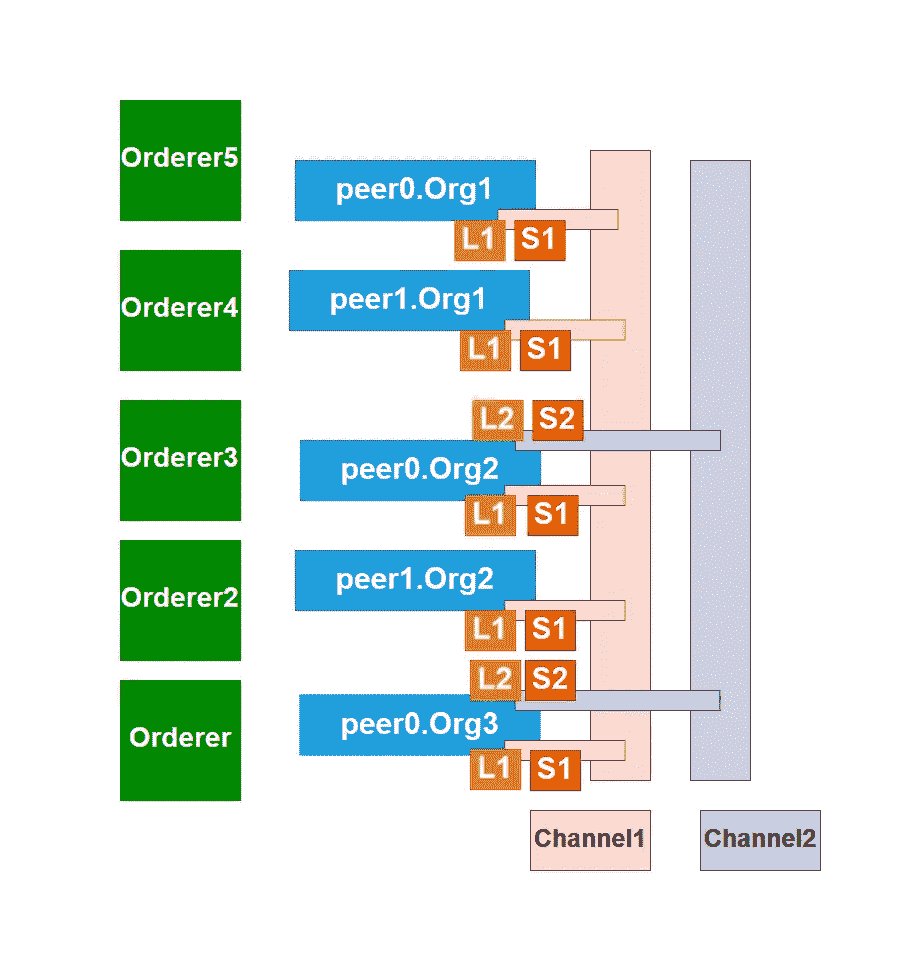 Orderer5
peer0.Org1
L1 S1
Orderer4
peer1.Org1
L1 S1
L2 S2
Orderer3
peer0.Org2
L1 S1
Orderer2
peer1.Org2
L1 S1
L2 S2
Orderer
peer0.Org3
L1 S1
Channel1
Channel2